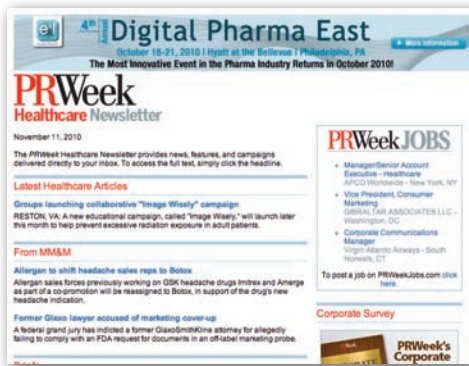 4th Annual
Digital Pharma East
October 18-21, 2010 | Hyatt at the Bellevue | Philadelphia, PA
More Information
The Most Innovative Event in the Pharma Industry Returns in October 2010!
PRWeek
Healthcare Newsletter
November 11, 2010
The PRWeek Healthcare Newsletter provides news, features, and campaigns
delivered directly to your inbox. To access the full text, simply click the headline.
Latest Healthcare Articles
Groups launching collaborative "Image Wisely" campaign
RESTON, VA: A new educational campaign, called "Image Wisely," will launch later
this month to help prevent excessive radiation exposure in adult patients.
From MM&M
Allergan to shift headache sales reps to Botox
Allergan sales forces previously working on GSK headache drugs Imitrex and Amerge
as part of a co-promotion will be reassigned to Botox, in support of the drug's new
headache indication.
Former Glaxo lawyer accused of marketing cover-up
A federal grand jury has indicted a former GlaxoSmithKline attorney for allegedly
failing to comply with an FDA request for documents in an off-label marketing probe.
PRWeek JOBS
Manager/Senior Account
Executive - Healthcare
APCO Worldwide - New York, NY
Vice President, Consumer
Marketing
GIBRALTAR ASSOCIATES LLC -
Washington, DC
Corporate Communications
Manager
Virgin Atlantic Airways - South
Norwalk, CT
To post a job on PRWeekJobs.com click
here.
Corporate Survey
PRWeek's
Corporate